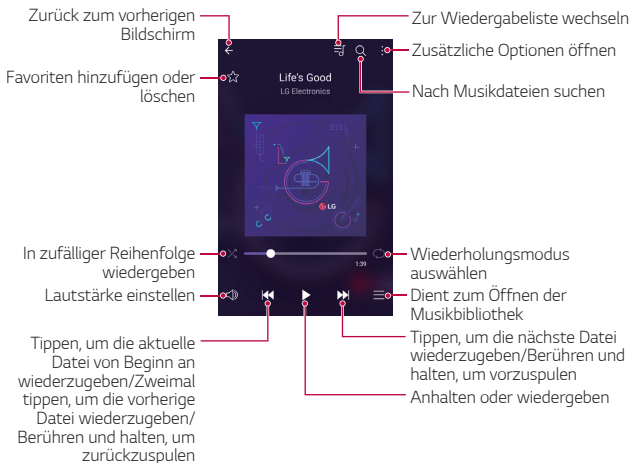 Zurück zum vorherigen
Bildschirm
Favoriten hinzufügen oder
löschen
Zur Wiedergabeliste wechseln
Zusätzliche Optionen öffnen
Nach Musikdateien suchen
Life's Good
LG Electronics
LG
1:39
In zufälliger Reihenfolge
wiedergeben
Lautstärke einstellen
Wiederholungsmodus
auswählen
Dient zum Öffnen der
Musikbibliothek
Tippen, um die aktuelle
Datei von Beginn an
wiederzugeben/Zweimal
tippen, um die vorherige
Datei wiederzugeben/
Berühren und halten, um
zurückzuspulen
Tippen, um die nächste Datei
wiederzugeben/Berühren und
halten, um vorzuspulen
Anhalten oder wiedergeben